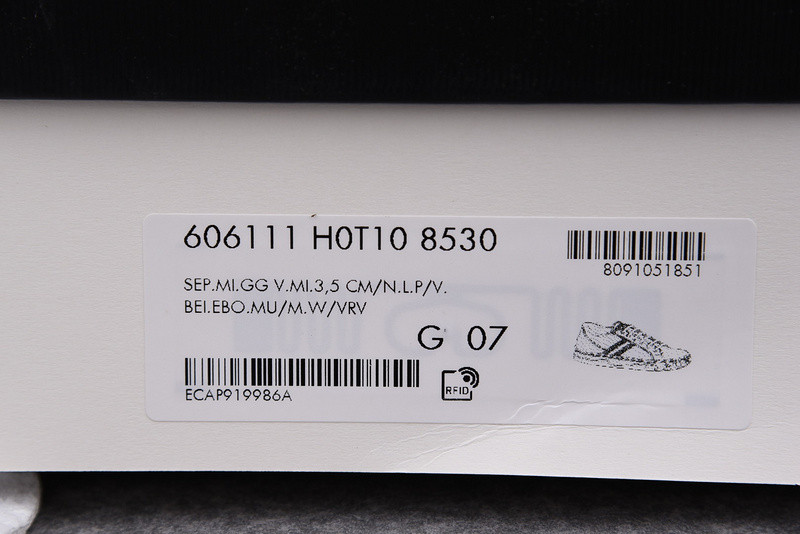 606111 H0T10 8530
8091051851
SEP.MI.GG V.MI.3,5 CM/N.L.P/V.
BEI.EBO.MU/M.W/VRV
G 07
ECAP919986A
RFID